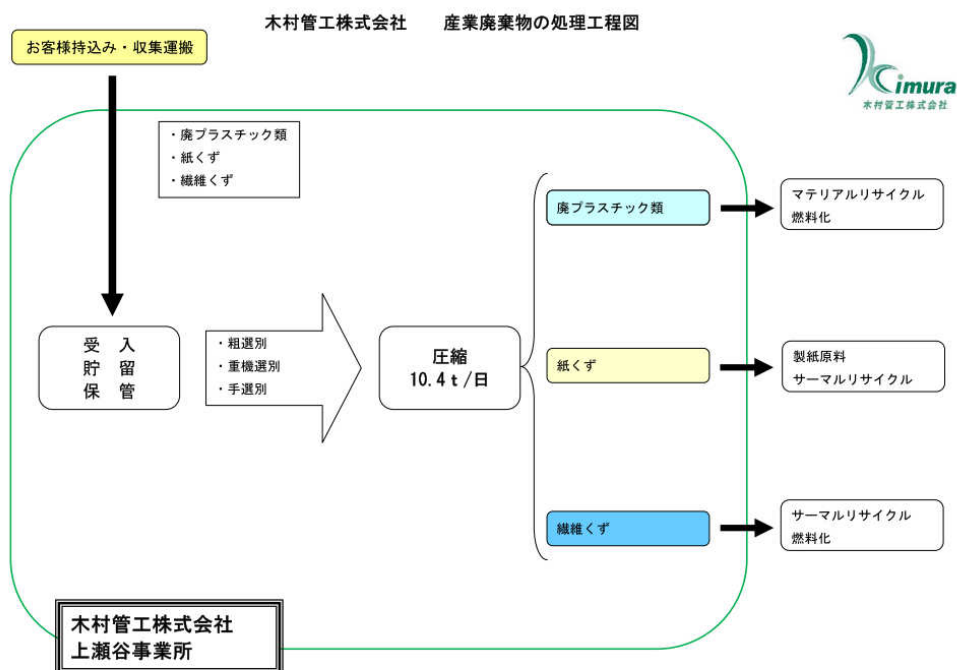 木村管工株式会社　　産業廃棄物の処理工程図
お客様持込み・収集運搬
Kimura
木村管工株式会社
・廃プラスチック類
・紙くず
・繊維くず
受　入
貯　留
保　管
・粗選別
・重機選別
・手選別
圧縮
10.4ｔ/日
廃プラスチック類
マテリアルリサイクル
燃料化
紙くず
製紙原料
サーマルリサイクル
繊維くず
サーマルリサイクル
燃料化
木村管工株式会社
上瀬谷事業所